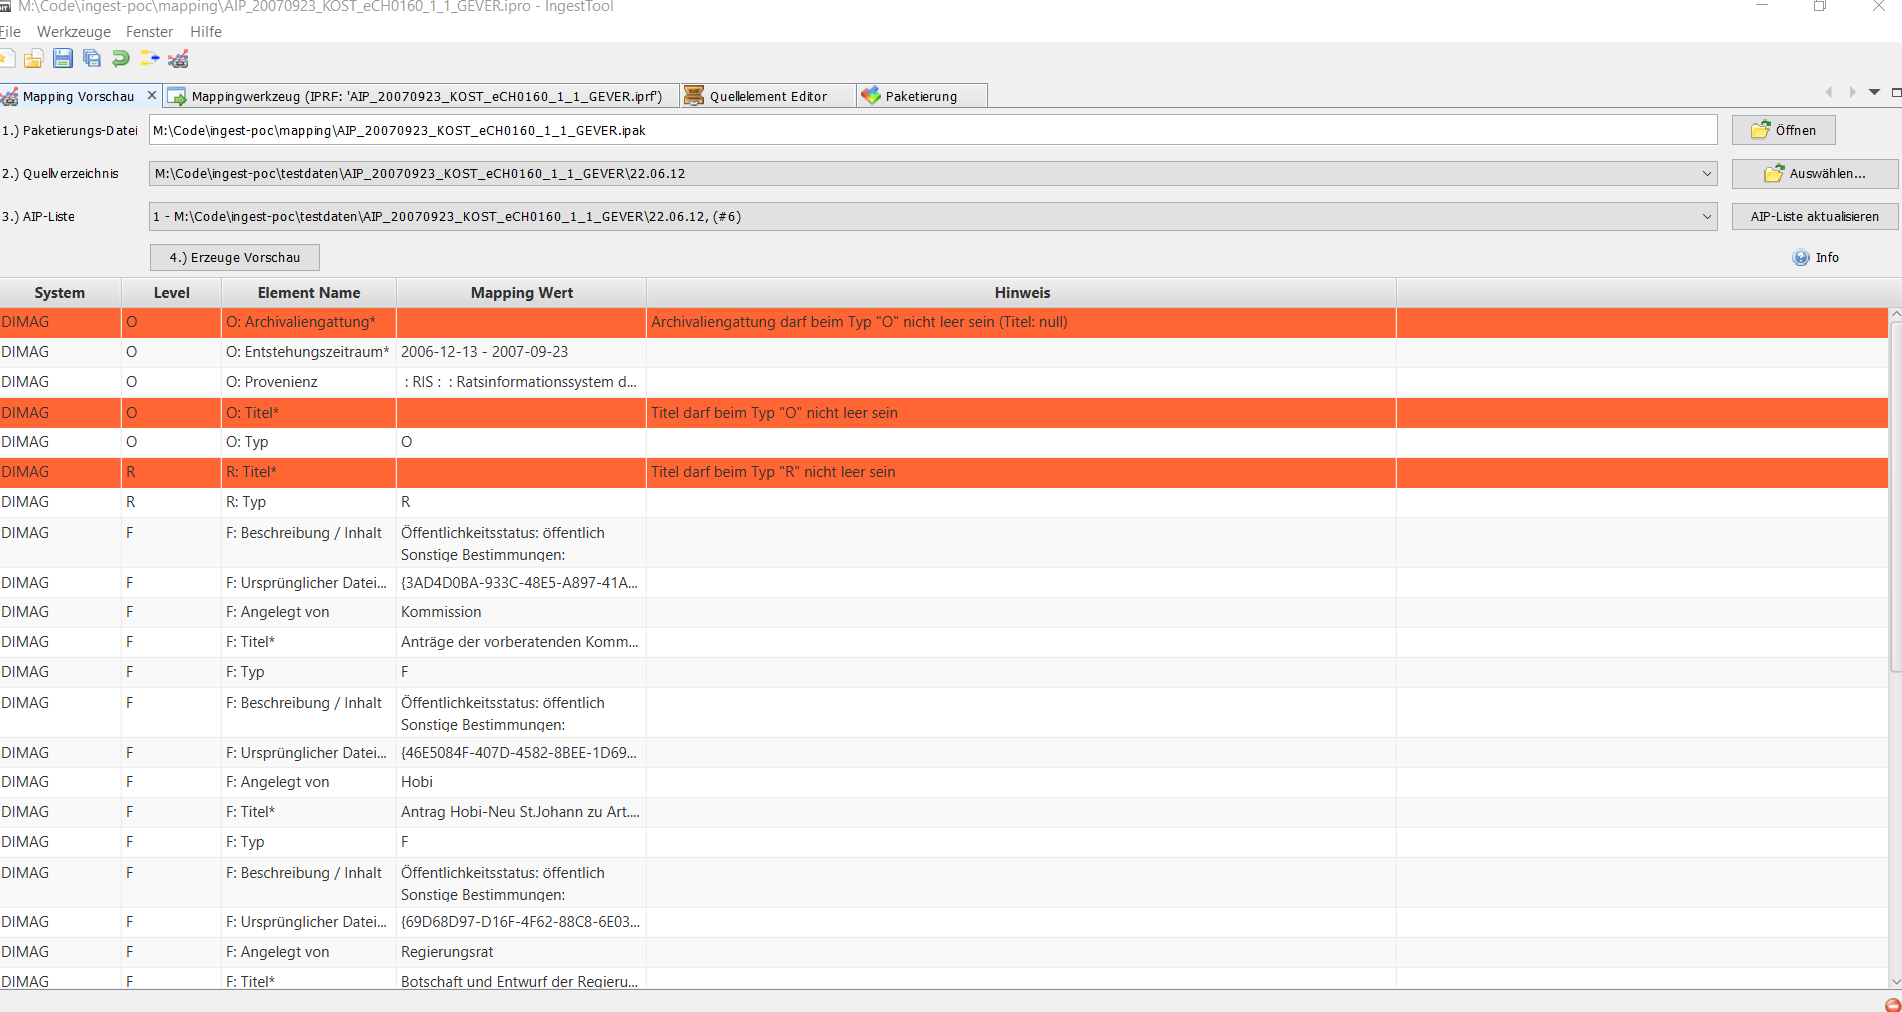 M:\Code\ingest-poc\mapping\AIP_20070923_KOST_eCH0160_1_1_GEVER.ipro - IngestTool
File Werkzeuge Fenster Hilfe
Mapping Vorschau Mappingwerkzeug (IPRF: 'AIP_20070923_KOST_eCH0160_1_1_GEVER.iprf') Quellelement Editor Paketierung
1.) Paketierungs-Datei M:\Code\ingest-poc\mapping\AIP_20070923_KOST_eCH0160_1_1_GEVER.ipak Öffnen
2.) Quellverzeichnis M:\Code\ingest-poc\testdaten\AIP_20070923_KOST_eCH0160_1_1_GEVER\22.06.12 Auswählen...
3.) AIP-Liste 1 - M:\Code\ingest-poc\testdaten\AIP_20070923_KOST_eCH0160_1_1_GEVER\22.06.12, (#6) AIP-Liste aktualisieren
4.) Erzeuge Vorschau Info
System Level Element Name Mapping Wert Hinweis
DIMAG O O: Archivaliengattung* Archivaliengattung darf beim Typ "O" nicht leer sein (Titel: null)
DIMAG O O: Entstehungszeitraum* 2006-12-13 - 2007-09-23
DIMAG O O: Provenienz : RIS : : Ratsinformationssystem d...
DIMAG O O: Titel* Titel darf beim Typ "O" nicht leer sein
DIMAG O O: Typ O
DIMAG R R: Titel* Titel darf beim Typ "R" nicht leer sein
DIMAG R R: Typ R
DIMAG F F: Beschreibung / Inhalt Öffentlichkeitsstatus: öffentlich
Sonstige Bestimmungen:
DIMAG F F: Ursprünglicher Datei... {3AD4D0BA-933C-48E5-A897-41A...
DIMAG F F: Angelegt von Kommission
DIMAG F F: Titel* Anträge der vorberatenden Komm...
DIMAG F F: Typ F
DIMAG F F: Beschreibung / Inhalt Öffentlichkeitsstatus: öffentlich
Sonstige Bestimmungen:
DIMAG F F: Ursprünglicher Datei... {46E5084F-407D-4582-8BEE-1D69...
DIMAG F F: Angelegt von Hobi
DIMAG F F: Titel* Antrag Hobi-Neu St.Johann zu Art....
DIMAG F F: Typ F
DIMAG F F: Beschreibung / Inhalt Öffentlichkeitsstatus: öffentlich
Sonstige Bestimmungen:
DIMAG F F: Ursprünglicher Datei... {69D68D97-D16F-4F62-88C8-6E03...
DIMAG F F: Angelegt von Regierungsrat
DIMAG F F: Titel* Botschaft und Entwurf der Regieru...